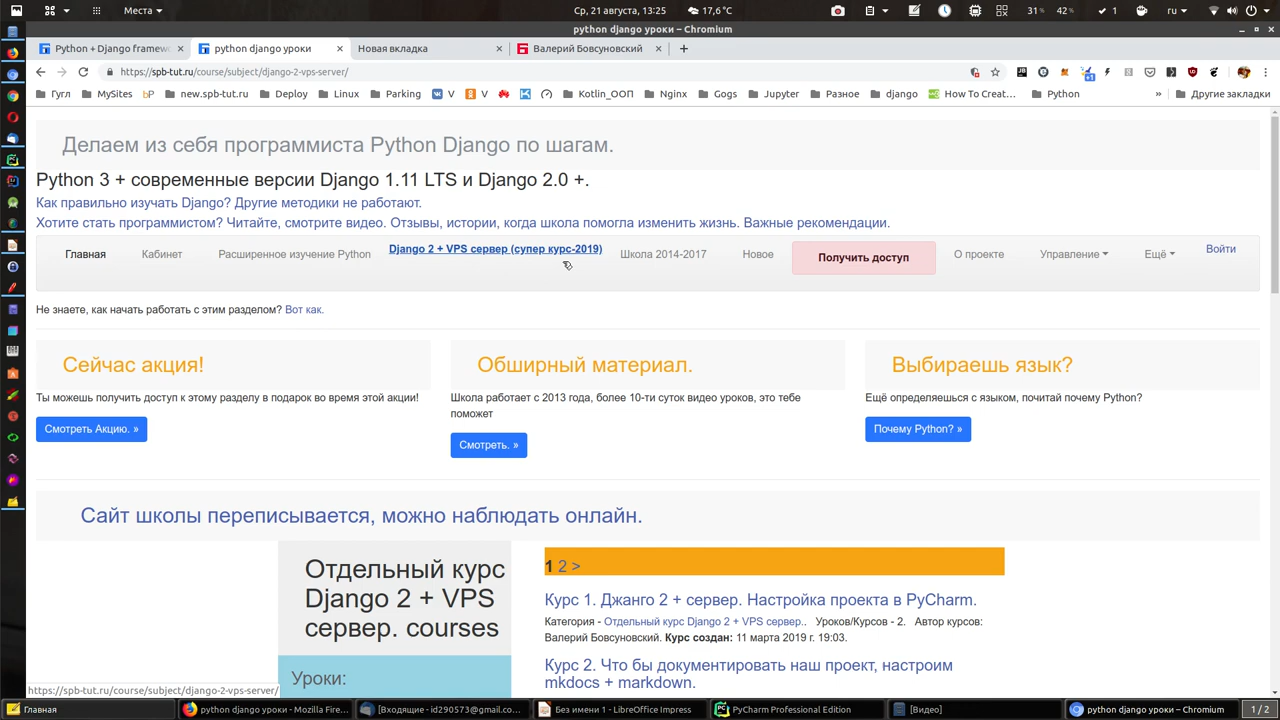 Места
Ср, 21 августа, 13:25
17,6°C
31%
42%
1
ru
python django уроки – Chromium
Python + Django framew
python django уроки
Новая вкладка
Валерий Бовсуновский
https://spb-tut.ru/course/subject/django-2-vps-server/
Гугл MySites bP new.spb-tut.ru Deploy Linux Parking V V Kotlin_ООП Nginx Gogs Jupyter Разное django How To Creat… Python » Другие закладки
Делаем из себя программиста Python Django по шагам.
Python 3 + современные версии Django 1.11 LTS и Django 2.0 +.
Как правильно изучать Django? Другие методики не работают.
Хотите стать программистом? Читайте, смотрите видео. Отзывы, истории, когда школа помогла изменить жизнь. Важные рекомендации.
Главная Кабинет Расширенное изучение Python Django 2 + VPS сервер (супер курс-2019) Школа 2014-2017 Новое Получить доступ О проекте Управление Ещё Войти
Не знаете, как начать работать с этим разделом? Вот как.
Сейчас акция!
Ты можешь получить доступ к этому разделу в подарок во время этой акции!
Смотреть Акцию. »
Обширный материал.
Школа работает с 2013 года, более 10-ти суток видео уроков, это тебе
поможет
Смотреть. »
Выбираешь язык?
Ещё определяешься с языком, почитай почему Python?
Почему Python? »
Сайт школы переписывается, можно наблюдать онлайн.
Отдельный курс
Django 2 + VPS
сервер. courses
Уроки:
1 2 >
Курс 1. Джанго 2 + сервер. Настройка проекта в PyCharm.
Категория - Отдельный курс Django 2 + VPS сервер.. Уроков/Курсов - 2. Автор курсов:
Валерий Бовсуновский. Курс создан: 11 марта 2019 г. 19:03.
Курс 2. Что бы документировать наш проект, настроим
mkdocs + markdown.
https://spb-tut.ru/course/subject/django-2-vps-server/
Главная
python django уроки - Mozilla Fire…
[Входящие - id290573@gmail.co…
Без имени 1 - LibreOffice Impress
PyCharm Professional Edition
[Видео]
python django уроки – Chromium
1 / 2